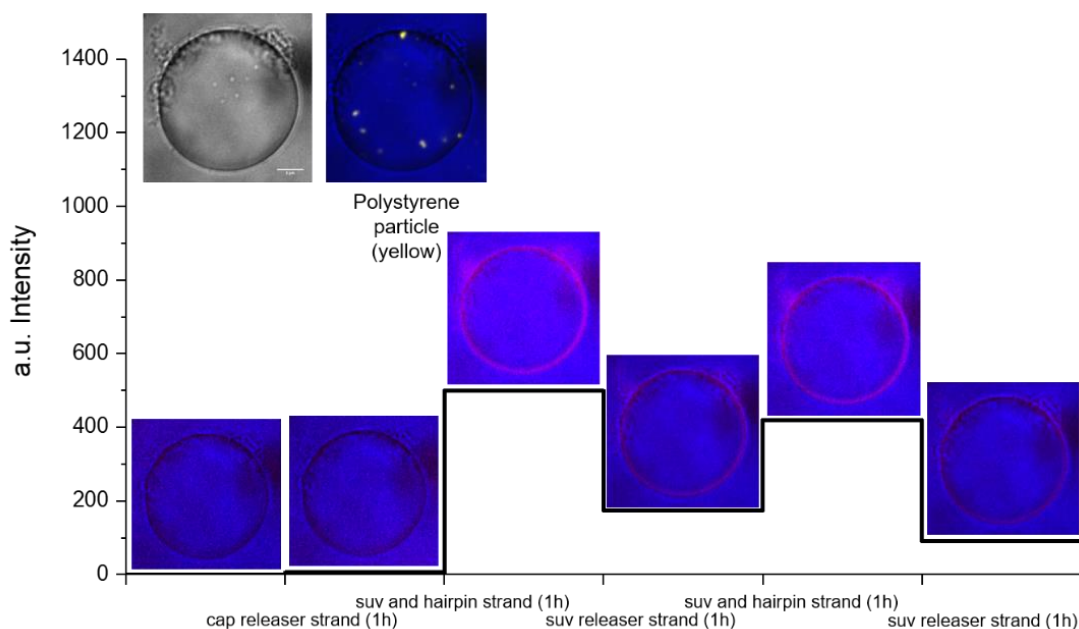 1400
1200
1000
800
600
400
200
0
a.u. Intensity
Polystyrene
particle
(yellow)
suv and hairpin strand (1h)
suv and hairpin strand (1h)
cap releaser strand (1h)
suv releaser strand (1h)
suv releaser strand (1h)